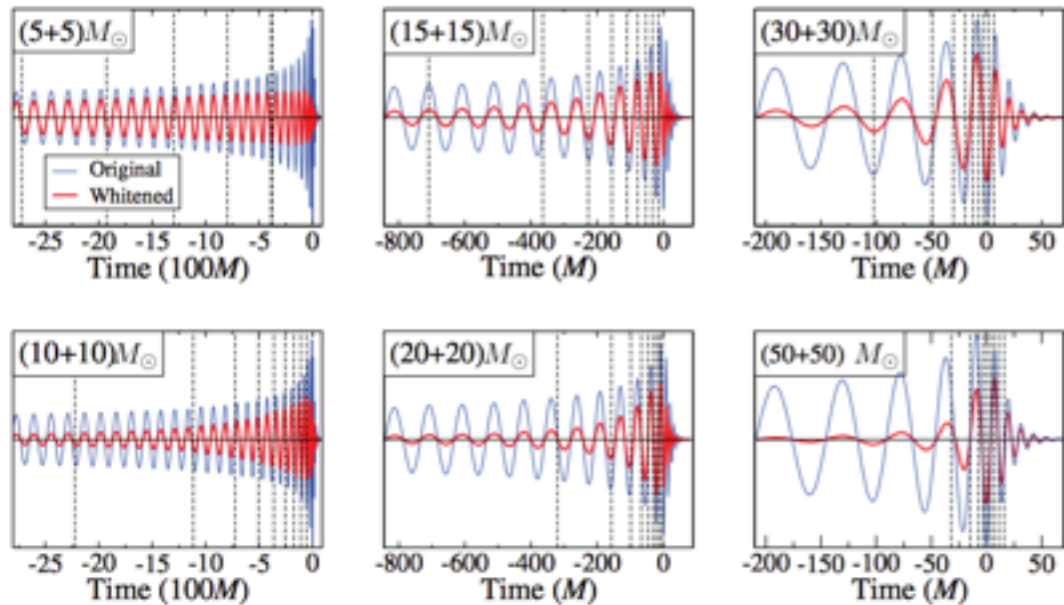 (5+5)M⊙
Original
Whitened
-25 -20 -15 -10 -5 0
Time (100M)
(15+15)M⊙
-800 -600 -400 -200 0
Time (M)
(30+30)M⊙
-200 -150 -100 -50 0 50
Time (M)
(10+10)M⊙
-25 -20 -15 -10 -5 0
Time (100M)
(20+20)M⊙
-800 -600 -400 -200 0
Time (M)
(50+50) M⊙
-200 -150 -100 -50 0 50
Time (M)